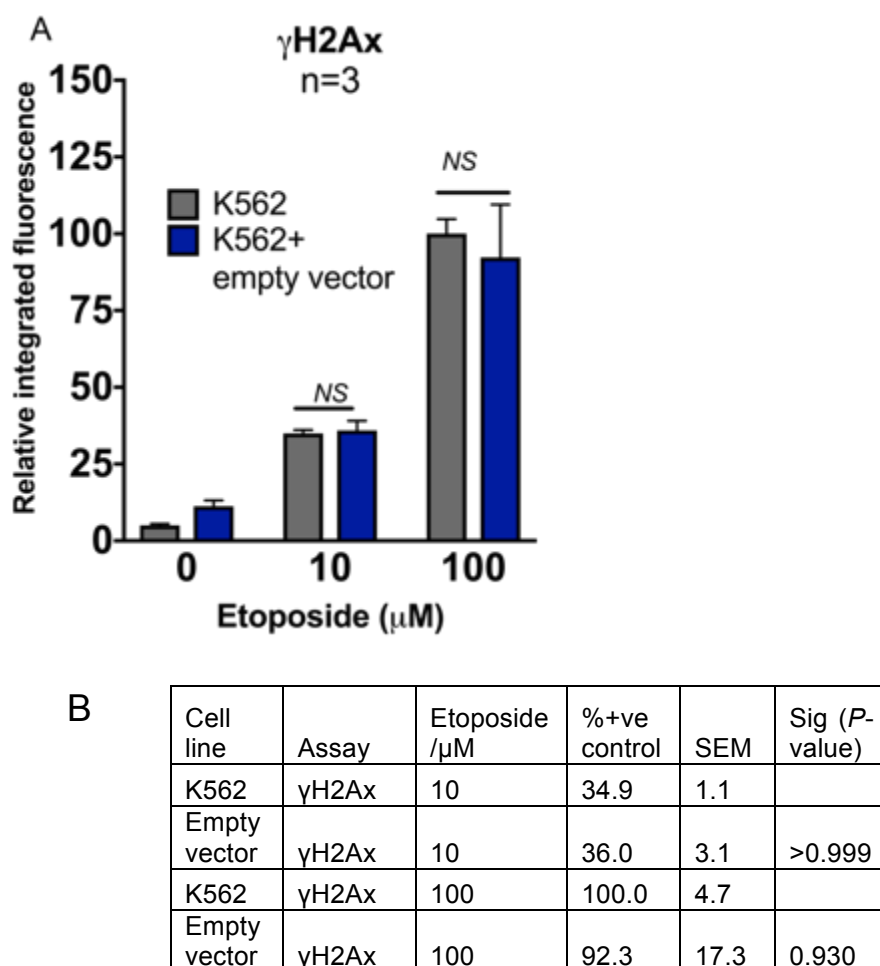 A
γH2Ax
n=3
Relative integrated fluorescence
150
125
100
75
50
25
0
K562
K562+
empty vector
NS
NS
0 10 100
Etoposide (μM)
B
Cell line Assay Etoposide /µM %+ve control SEM Sig (P-value)
K562 γH2Ax 10 34.9 1.1
Empty vector γH2Ax 10 36.0 3.1 >0.999
K562 γH2Ax 100 100.0 4.7
Empty vector γH2Ax 100 92.3 17.3 0.930